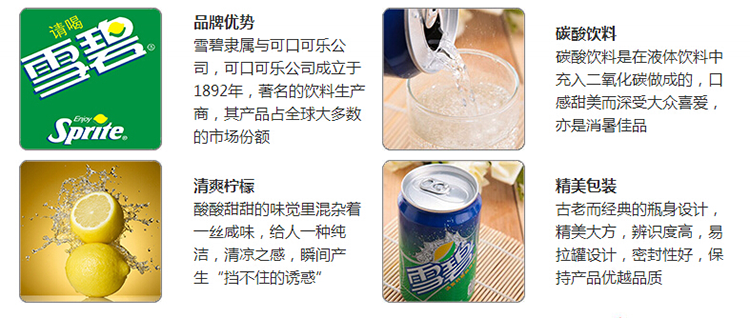 请喝
雪碧
®
Enjoy
Sprite
®
品牌优势
雪碧隶属与可口可乐公
司，可口可乐公司成立于
1892年，著名的饮料生产
商，其产品占全球大多数
的市场份额
碳酸饮料
碳酸饮料是在液体饮料中
充入二氧化碳做成的，口
感甜美而深受大众喜爱，
亦是消暑佳品
清爽柠檬
酸酸甜甜的味觉里混杂着
一丝咸味，给人一种纯
洁，清凉之感，瞬间产
生“挡不住的诱惑“
雪碧
精美包装
古老而经典的瓶身设计，
精美大方，辨识度高，易
拉罐设计，密封性好，保
持产品优越品质